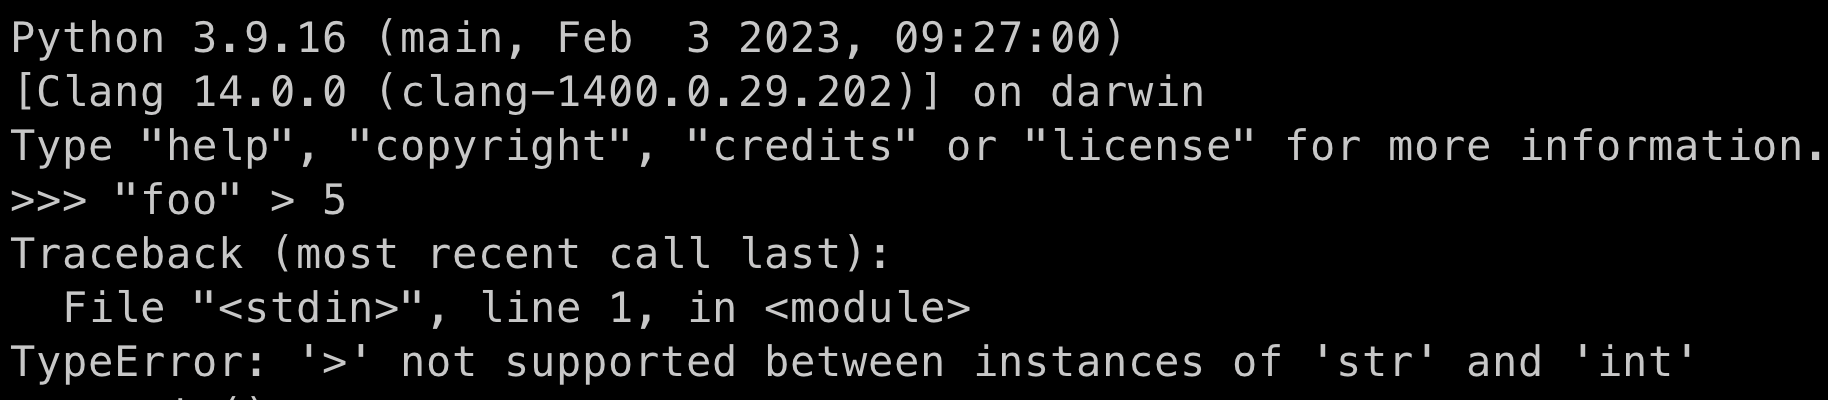 Python 3.9.16 (main, Feb  3 2023, 09:27:00)
[Clang 14.0.0 (clang-1400.0.29.202)] on darwin
Type "help", "copyright", "credits" or "license" for more information.
>>> "foo" > 5
Traceback (most recent call last):
  File "<stdin>", line 1, in <module>
TypeError: '>' not supported between instances of 'str' and 'int'